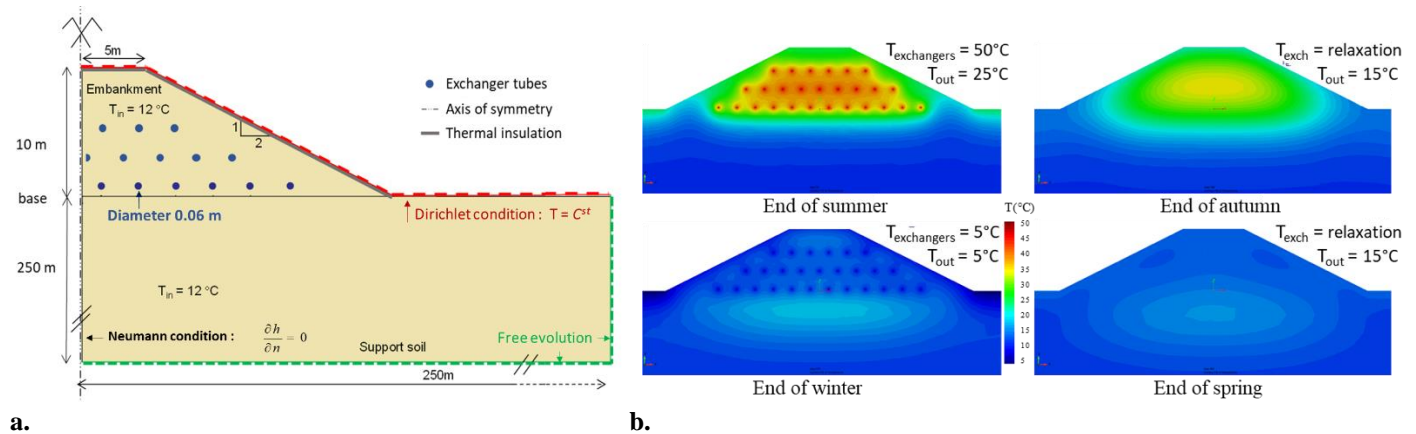 5m
Embankment
T_in = 12 °C
1
2
10 m
base
Diameter 0.06 m
Dirichlet condition : T = C^st
250 m
T_in = 12 °C
Neumann condition : ∂h/∂n = 0
Support soil
Free evolution
250m
Exchanger tubes
Axis of symmetry
Thermal insulation
a.
T_exchangers = 50°C
T_out = 25°C
End of summer
T_exch = relaxation
T_out = 15°C
End of autumn
T_exchangers = 5°C
T_out = 5°C
End of winter
T(°C)
50
45
40
35
30
25
20
15
10
5
T_exch = relaxation
T_out = 15°C
End of spring
b.